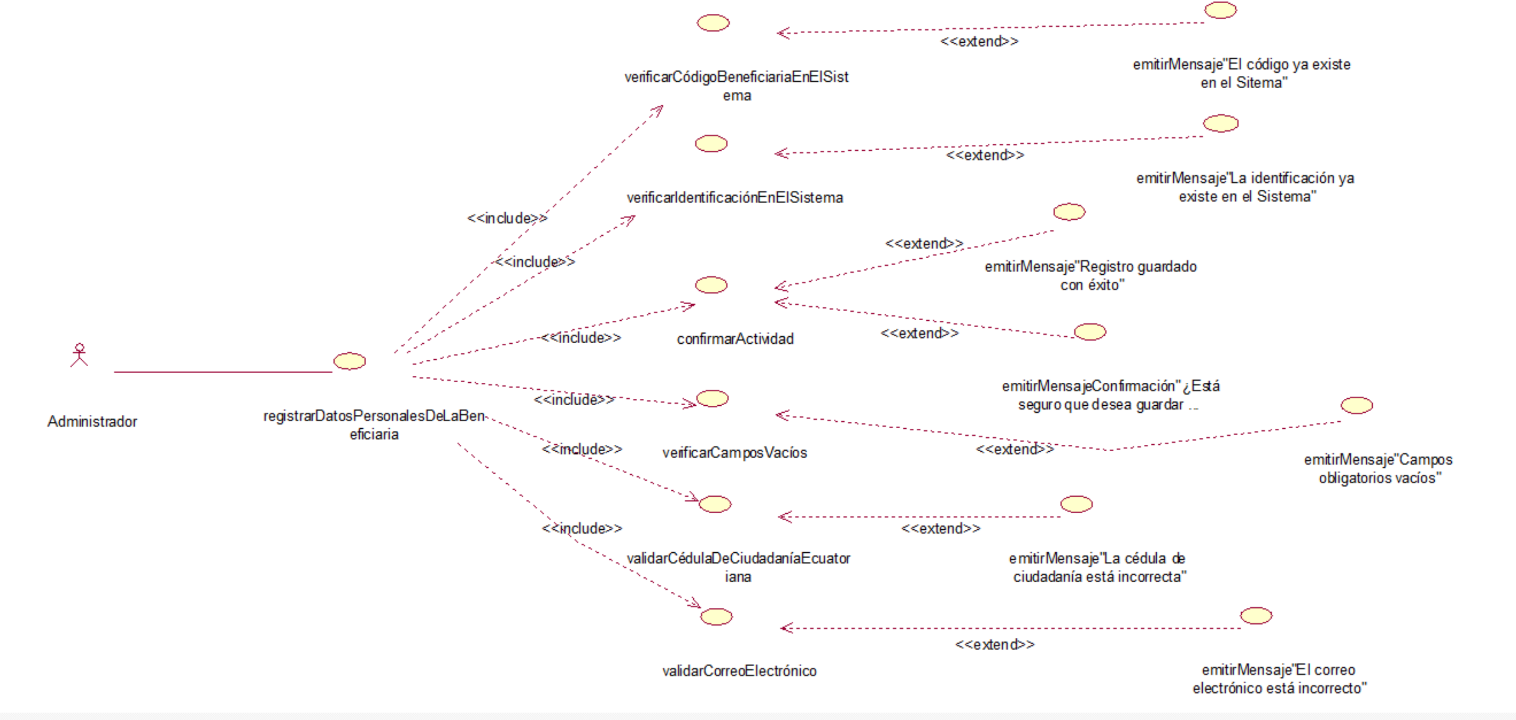 <<extend>>
emitirMensaje"El código ya existe
en el Sitema"
verificarCódigoBeneficiariaEnElSist
ema
<<extend>>
emitirMensaje"La identificación ya
existe en el Sistema"
verificarIdentificaciónEnElSistema
<<include>>
<<extend>>
<<include>>
emitirMensaje"Registro guardado
con éxito"
<<include>>
confirmarActividad
<<extend>>
emitirMensajeConfirmación"¿Está
seguro que desea guardar ...
Administrador
registrarDatosPersonalesDeLaBen
eficiaria
<<include>>
verificarCamposVacíos
<<extend>>
emitirMensaje"Campos
obligatorios vacíos"
<<include>>
<<extend>>
validarCédulaDeCiudadaníaEcuator
iana
emitirMensaje"La cédula de
ciudadanía está incorrecta"
<<include>>
<<extend>>
validarCorreoElectrónico
emitirMensaje"El correo
electrónico está incorrecto"